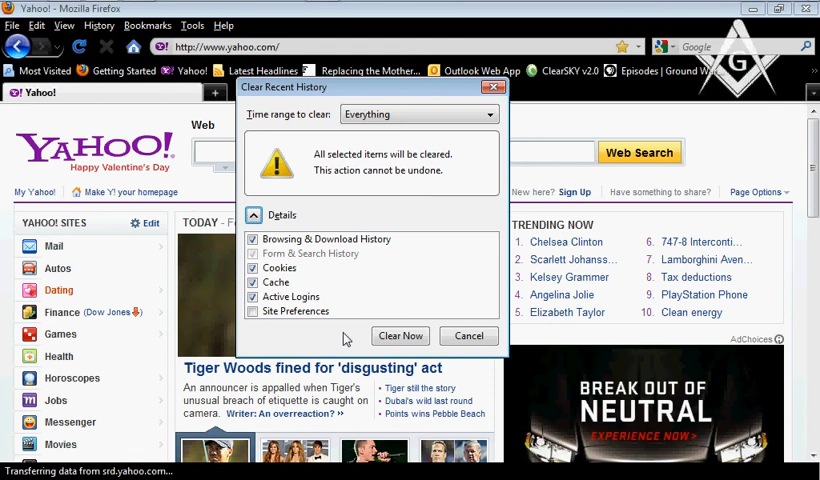 Yahoo! - Mozilla Firefox
File Edit View History Bookmarks Tools Help
http://www.yahoo.com/
Google
Most Visited Getting Started Yahoo! Latest Headlines Replacing the Mother... Outlook Web App ClearSKY v2.0 Episodes | Ground
Yahoo!
G
Clear Recent History
Time range to clear: Everything
All selected items will be cleared.
This action cannot be undone.
Details
Browsing & Download History
Form & Search History
Cookies
Cache
Active Logins
Site Preferences
Clear Now Cancel
Web
YAHOO!
Happy Valentine's Day
Web Search
My Yahoo! Make Y! your homepage
New here? Sign Up Have something to share? Page Options
YAHOO! SITES Edit
Mail
Autos
Dating
Finance (Dow Jones)
Games
Health
Horoscopes
Jobs
Messenger
Movies
TODAY - F
Tiger Woods fined for 'disgusting' act
An announcer is appalled when Tiger's
unusual breach of etiquette is caught on
camera. Writer: An overreaction? »
• Tiger still the story
• Dubai's wild last round
• Points wins Pebble Beach
TRENDING NOW
1. Chelsea Clinton
2. Scarlett Johanss...
3. Kelsey Grammer
4. Angelina Jolie
5. Elizabeth Taylor
6. 747-8 Interconti...
7. Lamborghini Aven...
8. Tax deductions
9. PlayStation Phone
10. Clean energy
AdChoices
BREAK OUT OF
NEUTRAL
EXPERIENCE NOW>
Transferring data from srd.yahoo.com...